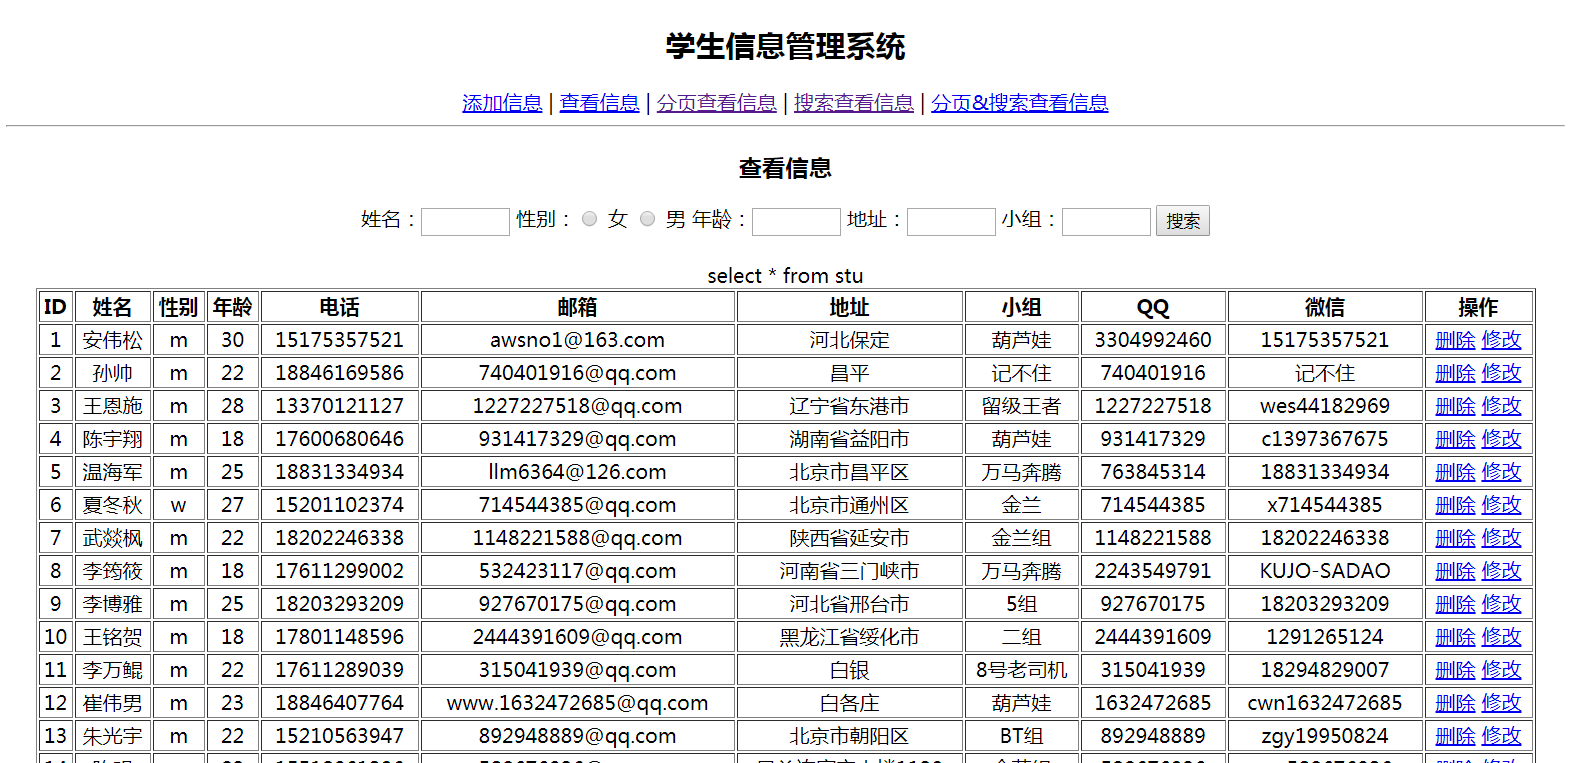 学生信息管理系统
添加信息 | 查看信息 | 分页查看信息 | 搜索查看信息 | 分页&搜索查看信息
查看信息
姓名： 性别： 女 男 年龄： 地址： 小组： 搜索
select * from stu
ID 姓名 性别 年龄 电话 邮箱 地址 小组 QQ 微信 操作
1 安伟松 m 30 15175357521 awsno1@163.com 河北保定 葫芦娃 3304992460 15175357521 删除 修改
2 孙帅 m 22 18846169586 740401916@qq.com 昌平 记不住 740401916 记不住 删除 修改
3 王恩施 m 28 13370121127 1227227518@qq.com 辽宁省东港市 留级王者 1227227518 wes44182969 删除 修改
4 陈宇翔 m 18 17600680646 931417329@qq.com 湖南省益阳市 葫芦娃 931417329 c1397367675 删除 修改
5 温海军 m 25 18831334934 llm6364@126.com 北京市昌平区 万马奔腾 763845314 18831334934 删除 修改
6 夏冬秋 w 27 15201102374 714544385@qq.com 北京市通州区 金兰 714544385 x714544385 删除 修改
7 武燚枫 m 22 18202246338 1148221588@qq.com 陕西省延安市 金兰组 1148221588 18202246338 删除 修改
8 李筠筱 m 18 17611299002 532423117@qq.com 河南省三门峡市 万马奔腾 2243549791 KUJO-SADAO 删除 修改
9 李博雅 m 25 18203293209 927670175@qq.com 河北省邢台市 5组 927670175 18203293209 删除 修改
10 王铭贺 m 18 17801148596 2444391609@qq.com 黑龙江省绥化市 二组 2444391609 1291265124 删除 修改
11 李万鲲 m 22 17611289039 315041939@qq.com 白银 8号老司机 315041939 18294829007 删除 修改
12 崔伟男 m 23 18846407764 www.1632472685@qq.com 白各庄 葫芦娃 1632472685 cwn1632472685 删除 修改
13 朱光宇 m 22 15210563947 892948889@qq.com 北京市朝阳区 BT组 892948889 zgy19950824 删除 修改